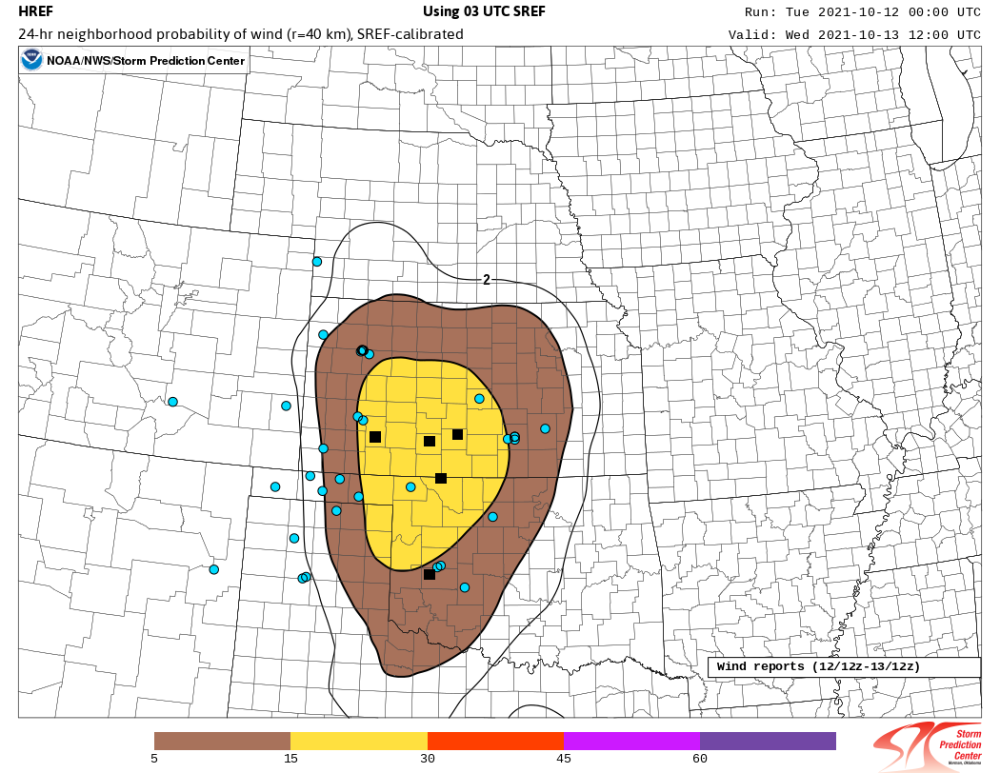 HREF
Using 03 UTC SREF
Run: Tue 2021-10-12 00:00 UTC
24-hr neighborhood probability of wind (r=40 km), SREF-calibrated
Valid: Wed 2021-10-13 12:00 UTC
NOAA/NWS/Storm Prediction Center
2
Wind reports (12/12z-13/12z)
5 15 30 45 60
Storm
Prediction
Center
Norman, Oklahoma